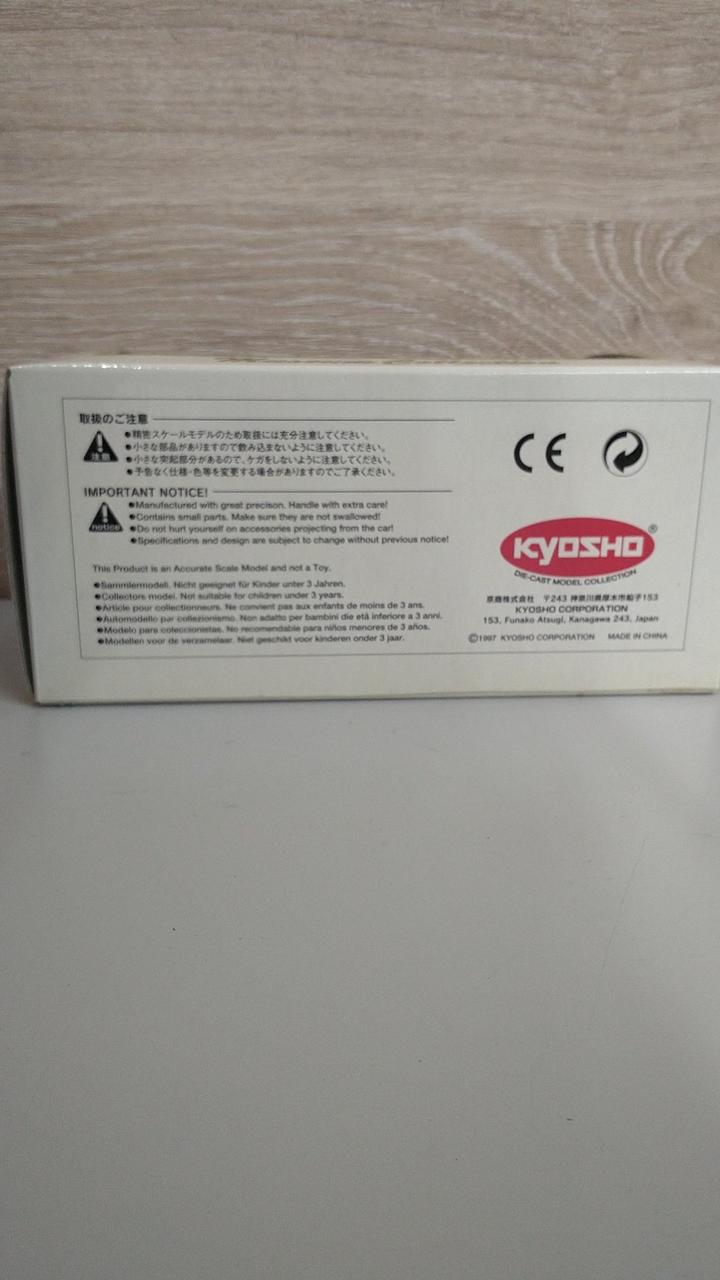 取扱のご注意
●精密スケールモデルのため取扱には充分注意してください。
●小さな部品がありますので飲み込まないように注意してください。
●小さな突起部分があるので、ケガをしないように注意してください。
●予告なく仕様・色等を変更する場合がありますのでご了承ください。
注意
IMPORTANT NOTICE!
●Manufactured with great precison. Handle with extra care!
●Contains small parts. Make sure they are not swallowed!
●Do not hurt yourself on accessories projecting from the car!
●Specifications and design are subject to change without previous notice!
notice
This Product is an Accurate Scale Model and not a Toy.
●Sammlermodell. Nicht geeignet für Kinder unter 3 Jahren.
●Collectors model. Not suitable for children under 3 years.
●Article pour collectionneurs. Ne convient pas aux enfants de moins de 3 ans.
●Automodello par collezionismo. Non adatto per bambini die etá inferiore a 3 anni.
●Modelo para coleccionistas. No recomendable para niños menores de 3 años.
●Modellen voor de verzamelaar. Niet geschikt voor kinderen onder 3 jaar.
CE
KYOSHO®
DIE-CAST MODEL COLLECTION
京商株式会社 〒243 神奈川県厚木市船子153
KYOSHO CORPORATION
153, Funako Atsugi, Kanagawa 243, Japan
©1997 KYOSHO CORPORATION MADE IN CHINA